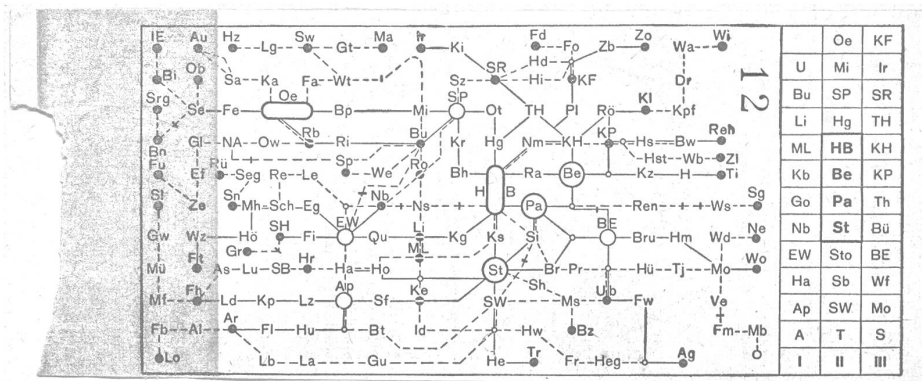 IE Au Hz Lg Sw Gt Ma Ir Ki Fd Fo Zb Zo Wa Wi
Bi Ob Sa Ka Fa Wt I Sz SR Hd Hi KF Dr
Srg Se Fe Oe Bp Mi SP Ot TH Pl Rö Kl Kpf
Bn Gl NA Ow Rb Ri Bu Kr Hg Nm KH KP Hs Bw Reh
Fu Ef Rü Seg Re Le Sp We Ro Bh Ra Be Kz H Ti Hst Wb Zl
Sl Ze Sn Mh Sch Eg EW Nb Ns H B Pa Ren Ws Sg
Gw Wz Hö SH Fi Qu Li Kg Ks Si BE Bru Hm Wd Ne
Gr ML
Mü Ft As Lu SB Hr Ha Ho St Br Pr Hü Tj Mo Wo
Mf Fh Ld Kp Lz Ap Sf Ke SW Sh Ms Ulb Fw Ve
Fb Al Ar Fl Hu Bt Id Hw Bz Fm Mb
Lo Lb La Gu He Tr Fr Heg Ag
12
Oe KF
U Mi Ir
Bu SP SR
Li Hg TH
ML HB KH
Kb Be KP
Go Pa Th
Nb St Bü
EW Sto BE
Ha Sb Wf
Ap SW Mo
A T S
I II III